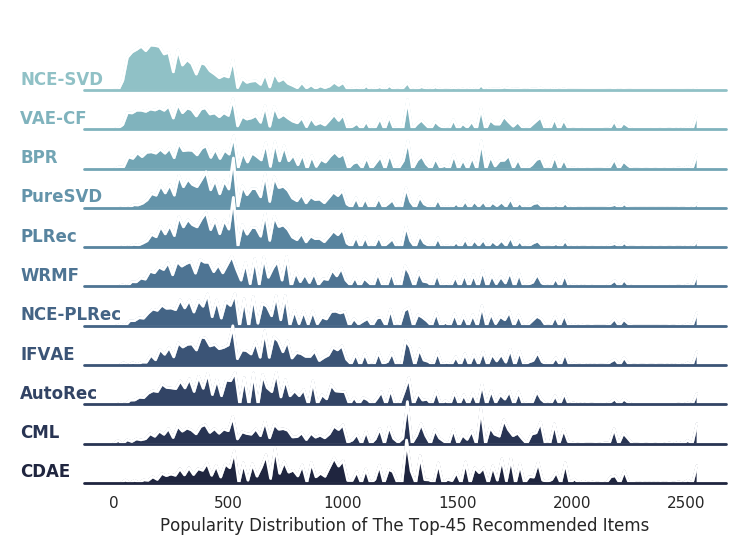 NCE-SVD
VAE-CF
BPR
PureSVD
PLRec
WRMF
NCE-PLRec
IFVAE
AutoRec
CML
CDAE
0 500 1000 1500 2000 2500
Popularity Distribution of The Top-45 Recommended Items